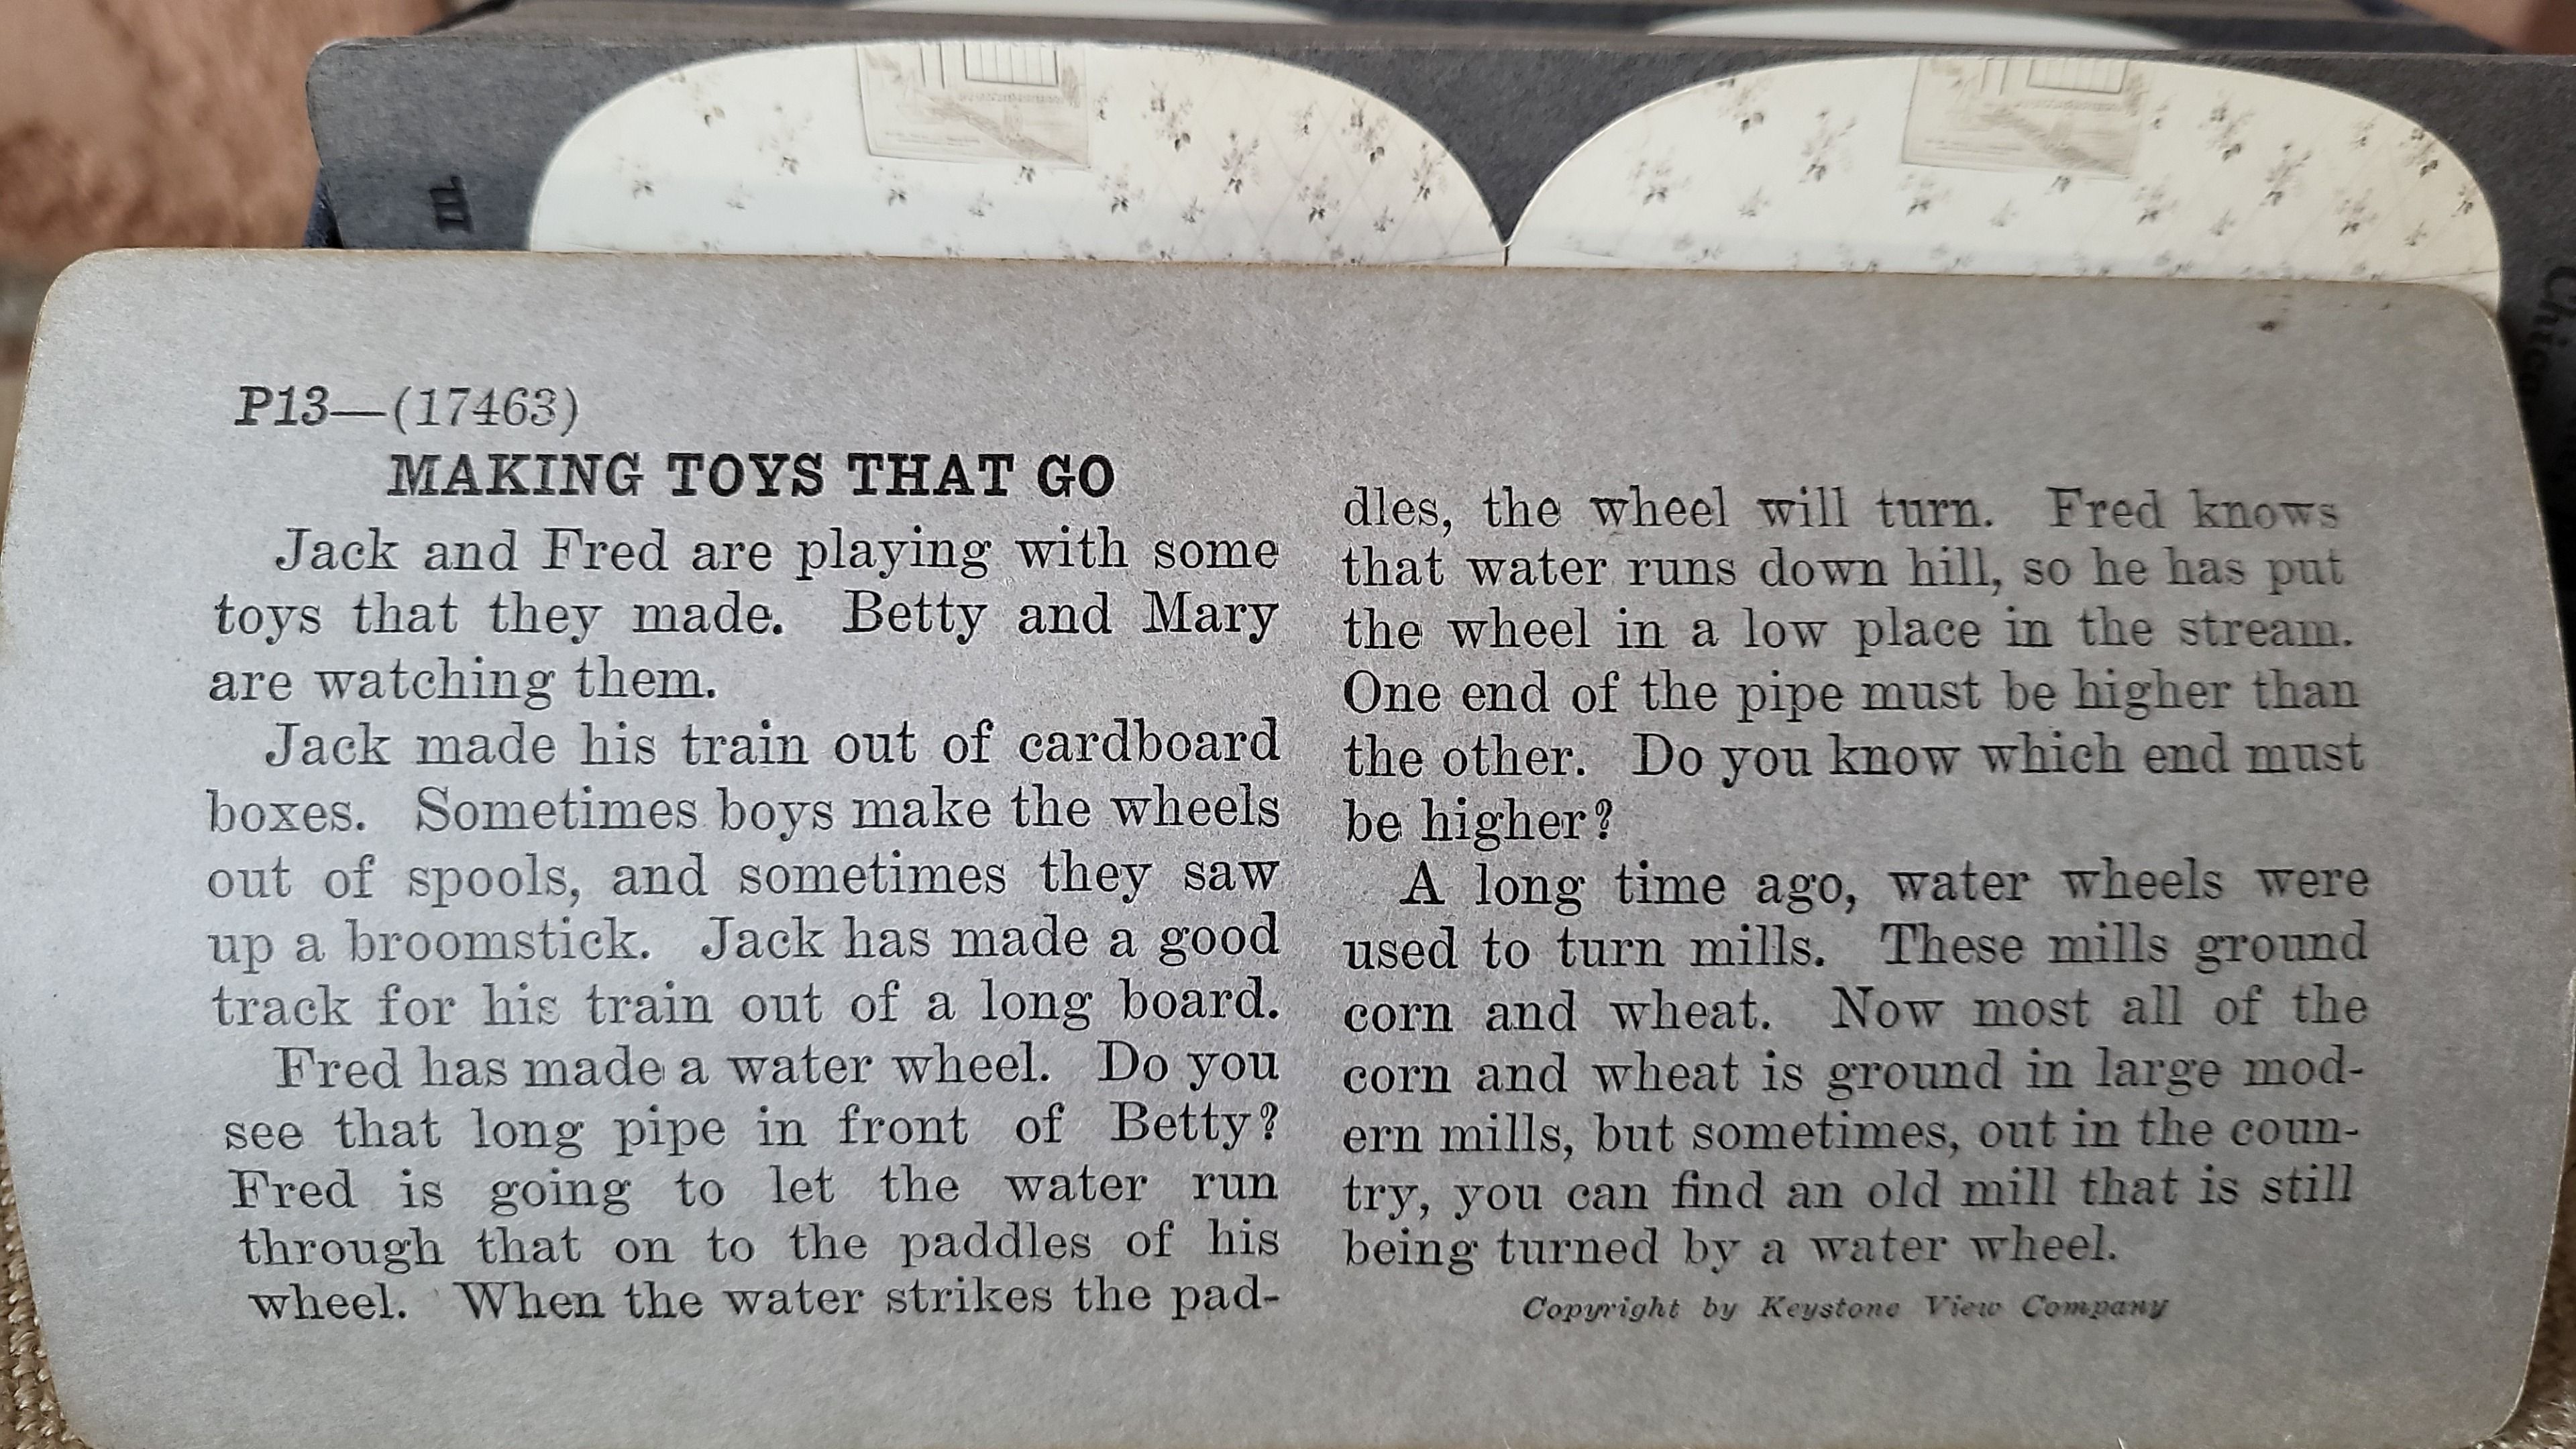 Ill.
P13—(17463)
MAKING TOYS THAT GO
Jack and Fred are playing with some
toys that they made. Betty and Mary
are watching them.
Jack made his train out of cardboard
boxes. Sometimes boys make the wheels
out of spools, and sometimes they saw
up a broomstick. Jack has made a good
track for his train out of a long board.
Fred has made a water wheel. Do you
see that long pipe in front of Betty?
Fred is going to let the water run
through that on to the paddles of his
wheel. When the water strikes the pad-
dles, the wheel will turn. Fred knows
that water runs down hill, so he has put
the wheel in a low place in the stream.
One end of the pipe must be higher than
the other. Do you know which end must
be higher?
A long time ago, water wheels were
used to turn mills. These mills ground
corn and wheat. Now most all of the
corn and wheat is ground in large mod-
ern mills, but sometimes, out in the coun-
try, you can find an old mill that is still
being turned by a water wheel.
Copyright by Keystone View Company